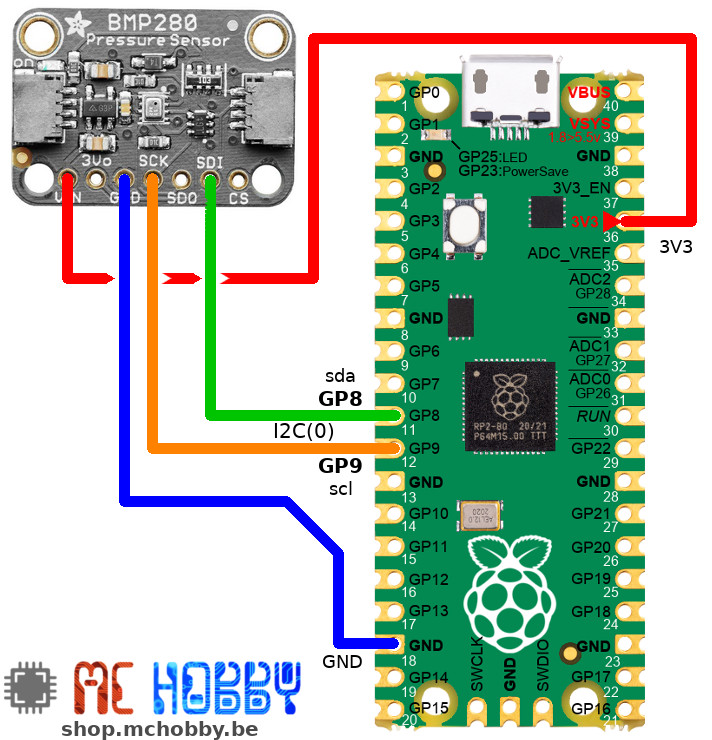 BMP280
Pressure Sensor
on
3Vo
SCK
SDI
VIN
GND
SDO
CS
GP0
1
GP1
2
GND
3
GP2
4
GP3
5
GP4
6
GP5
7
GND
8
GP6
9
GP7
10
GP8
11
GP9
12
GND
13
GP10
14
GP11
15
GP12
16
GP13
17
GND
18
GP14
19
GP15
20
VBUS
40
VSYS
1.8>5.5v
39
GND
38
3V3_EN
37
3V3
36
ADC_VREF
35
ADC2
GP28
34
GND
33
ADC1
GP27
32
ADC0
GP26
31
RUN
30
GP22
29
GND
28
GP21
27
GP20
26
GP19
25
GP18
24
GND
23
GP17
22
GP16
21
GP25:LED
GP23:PowerSave
3V3
sda
GP8
I2C(0)
GP9
scl
GND
RP2-B0 20/21
P64M15.00 TTT
AEL12.0
2020
SWCLK
GND
SWDIO
MC HOBBY
shop.mchobby.be